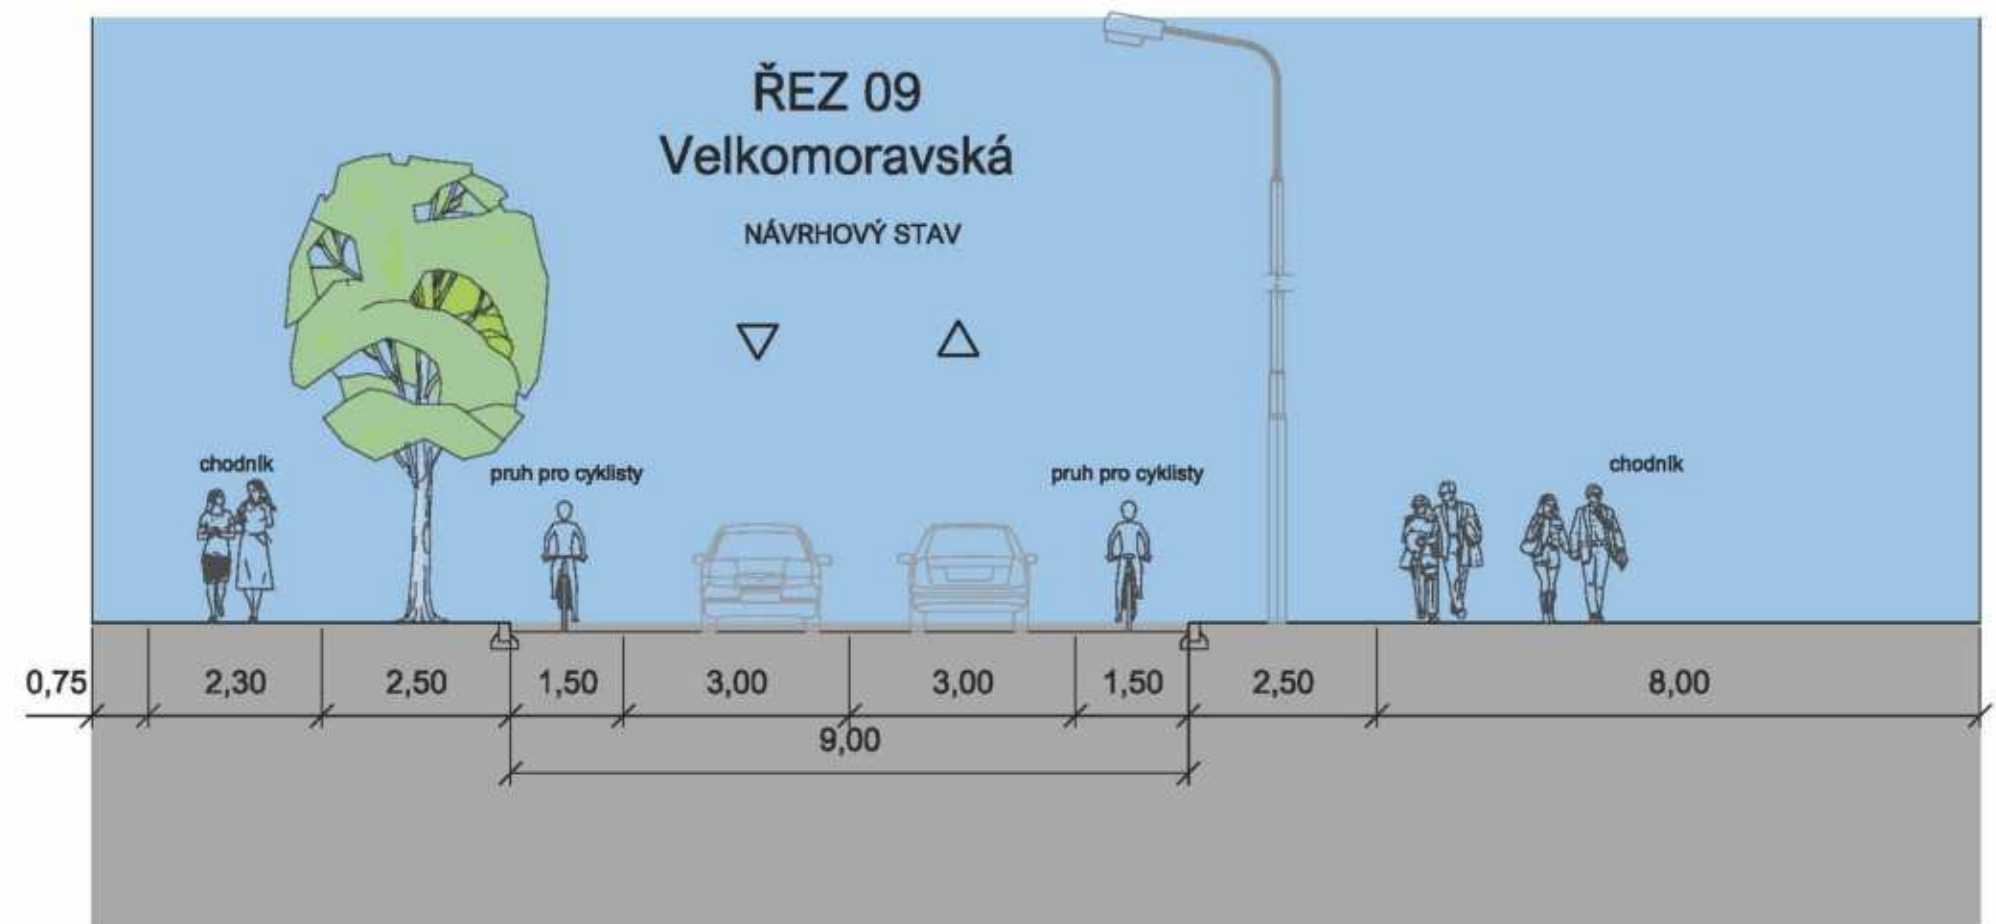 ŘEZ 09
Velkomoravská
NÁVRHOVÝ STAV
chodník
pruh pro cyklisty
pruh pro cyklisty
chodník
0,75 2,30 2,50 1,50 3,00 3,00 1,50 2,50 8,00
9,00